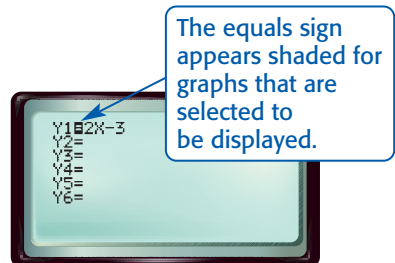 The equals sign
appears shaded for
graphs that are
selected to
be displayed.
Y1=2X-3
Y2=
Y3=
Y4=
Y5=
Y6=